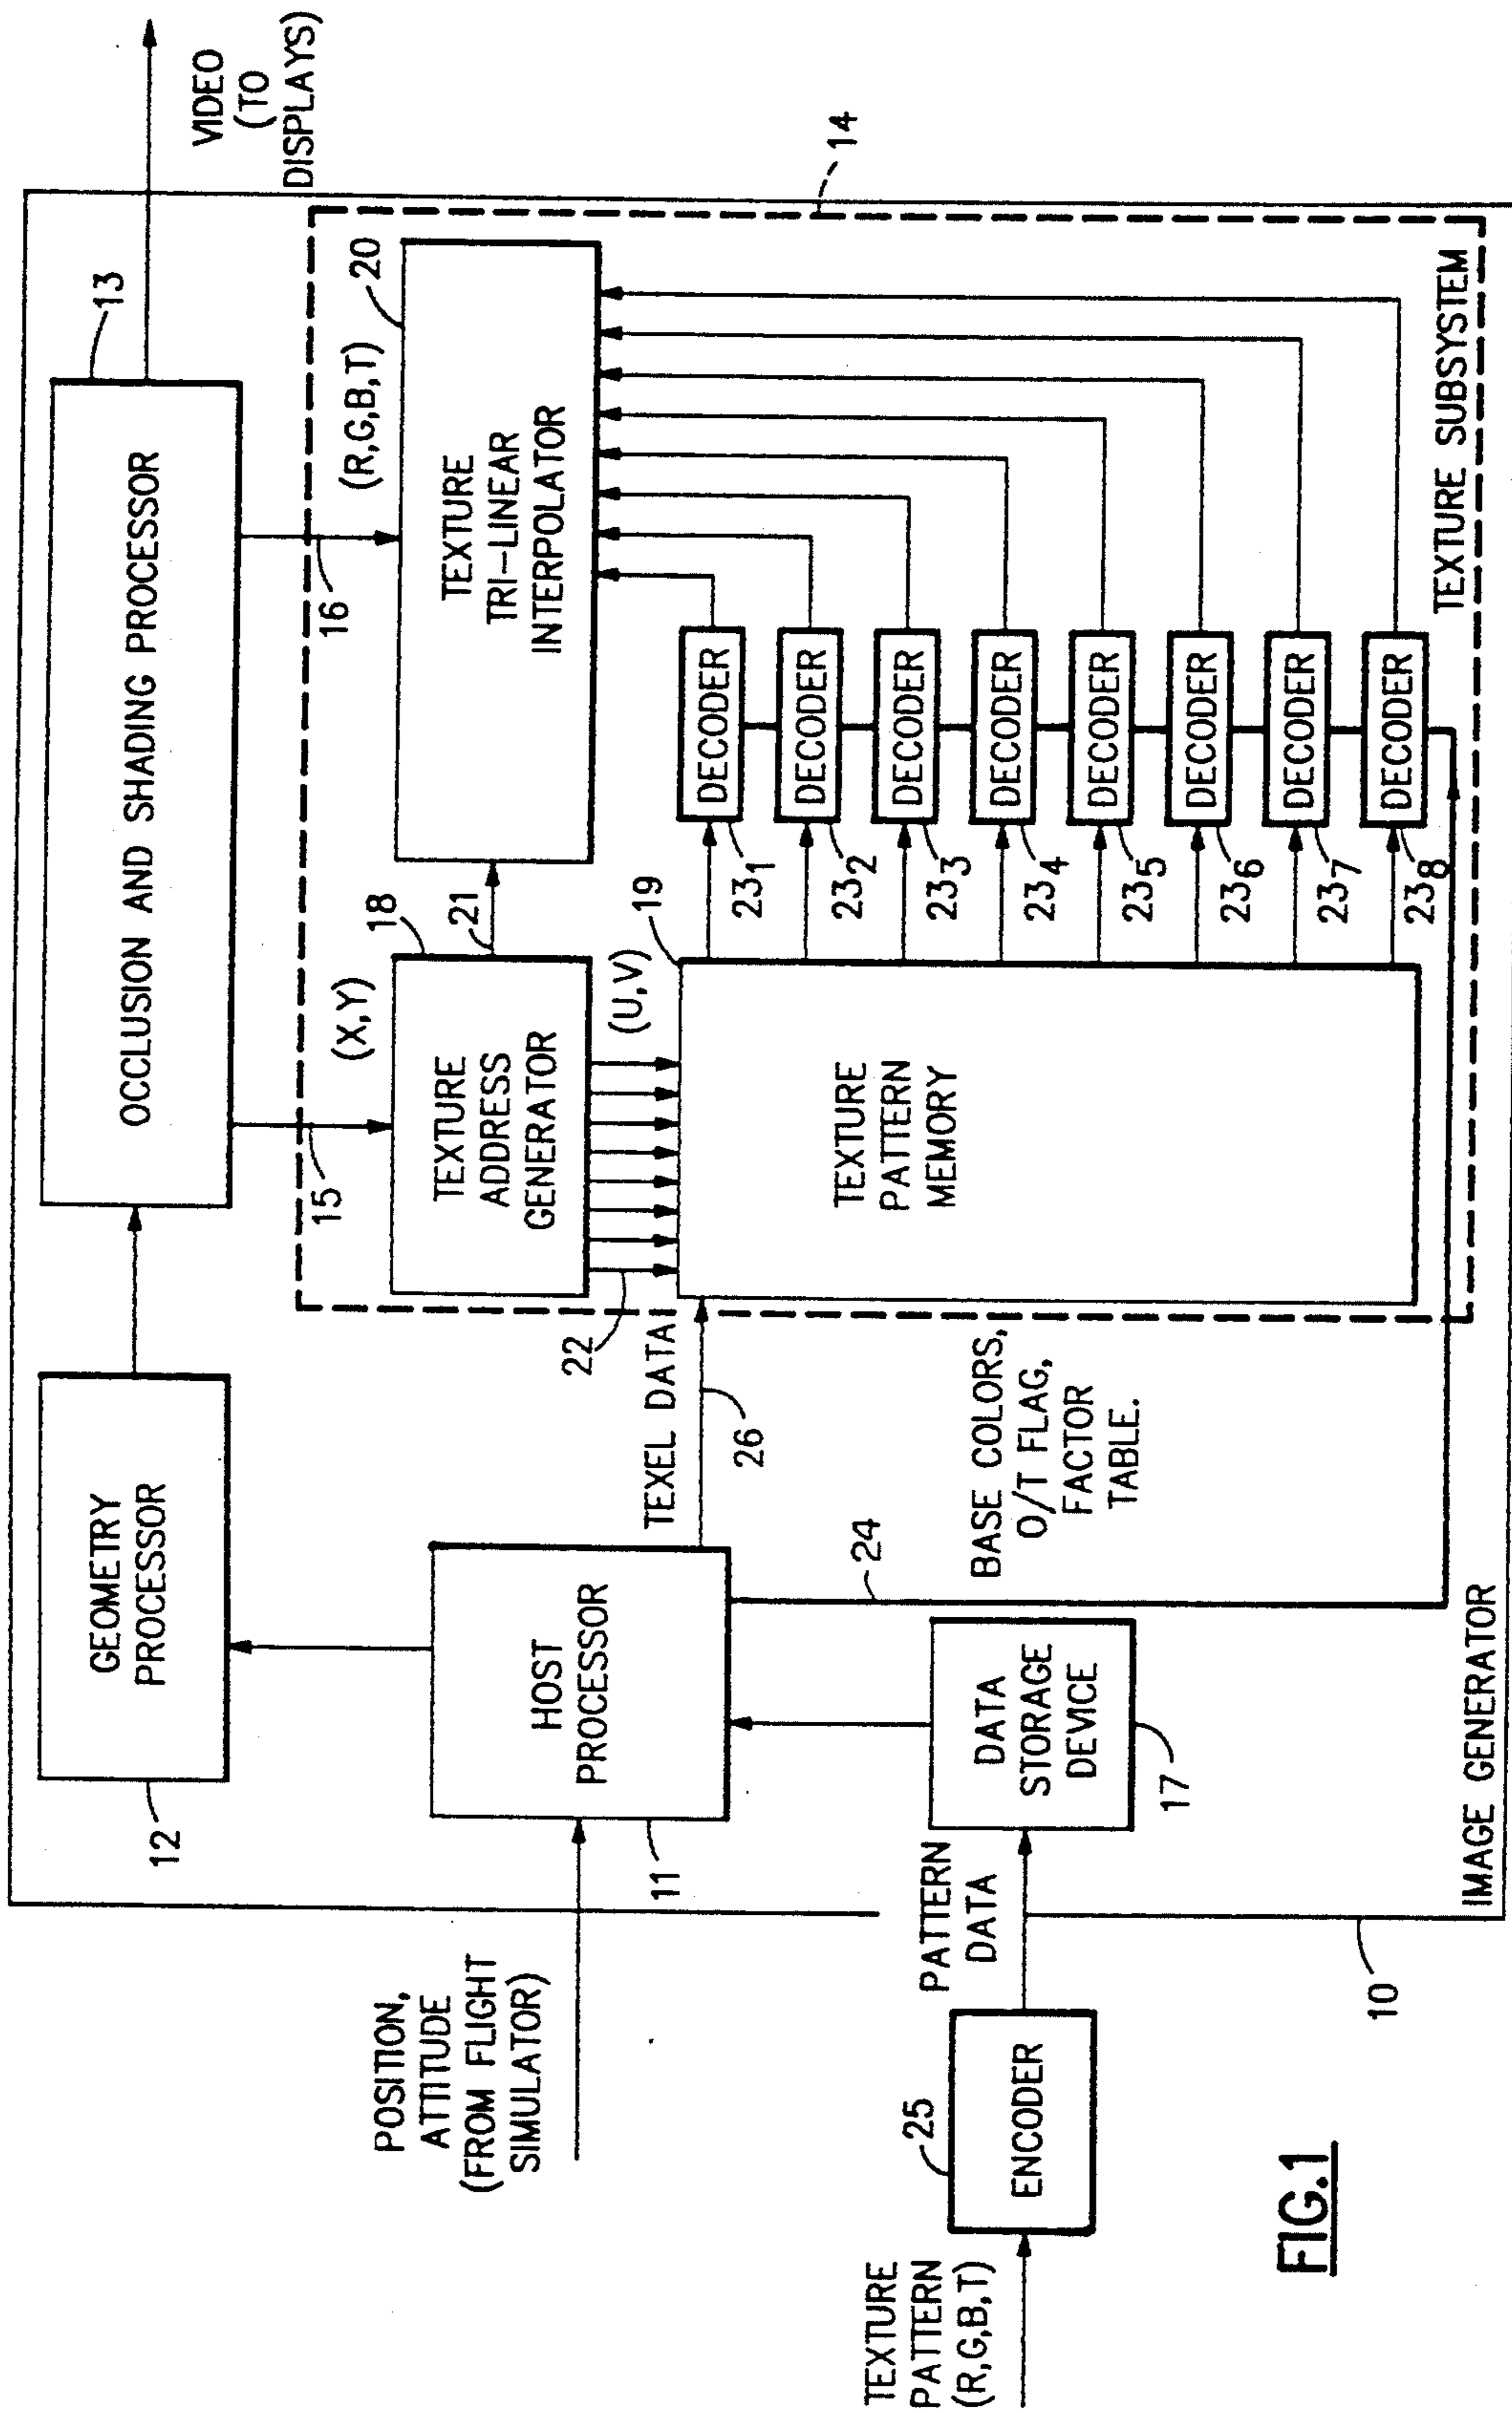 VIDEO
(TO
DISPLAYS)
13
OCCLUSION AND SHADING PROCESSOR
GEOMETRY
PROCESSOR
12
14
16
15
(R,G,B,T)
20
TEXTURE
TRI-LINEAR
INTERPOLATOR
(X,Y)
18
21
TEXTURE
ADDRESS
GENERATOR
22
(U,V)
19
TEXTURE
PATTERN
MEMORY
DECODER
23₁
DECODER
23₂
DECODER
23₃
DECODER
23₄
DECODER
23₅
DECODER
23₆
DECODER
23₇
DECODER
23₈
TEXTURE SUBSYSTEM
TEXEL DATA
26
HOST
PROCESSOR
11
POSITION,
ATTITUDE
(FROM FLIGHT
SIMULATOR)
BASE COLORS,
O/T FLAG,
FACTOR
TABLE.
24
DATA
STORAGE
DEVICE
17
PATTERN
DATA
IMAGE GENERATOR
10
25
ENCODER
TEXTURE
PATTERN
(R,G,B,T)
FIG.1